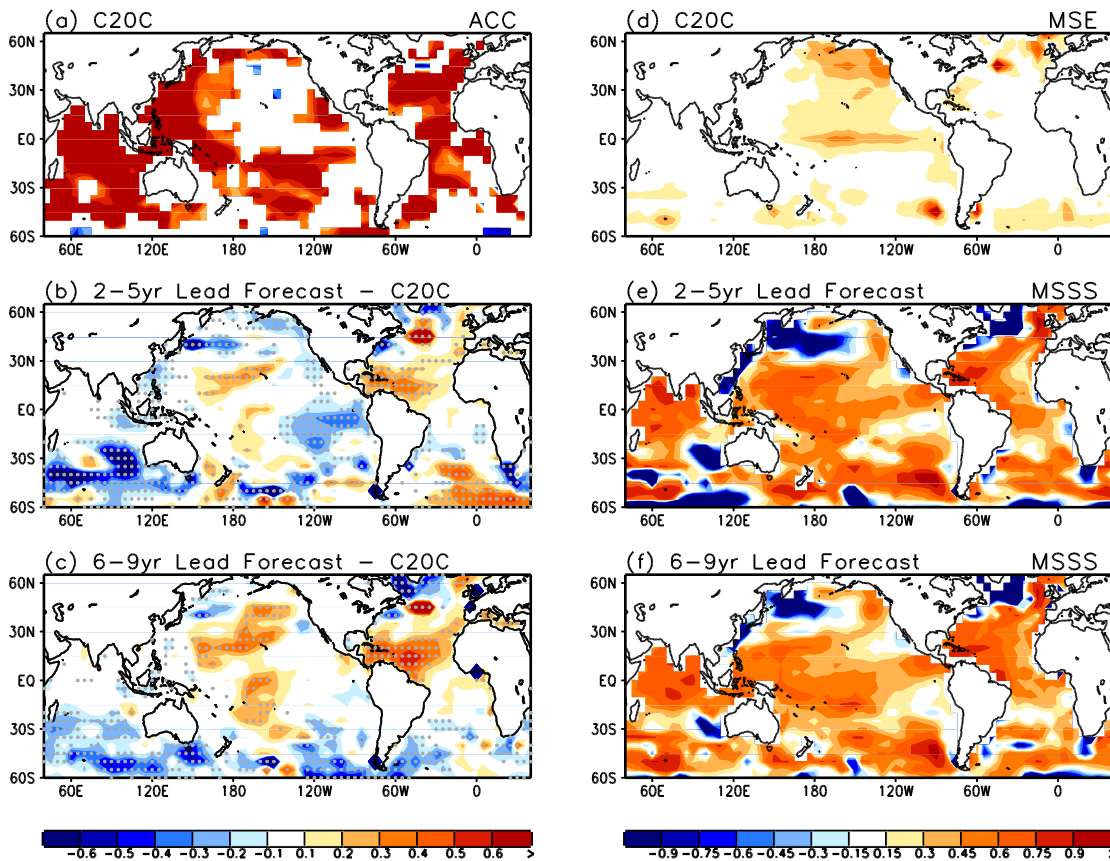 (a) C20C ACC
60N
30N
EQ
30S
60S
60E 120E 180 120W 60W 0
(d) C20C MSE
60N
30N
EQ
30S
60S
60E 120E 180 120W 60W 0
(b) 2-5yr Lead Forecast - C20C
60N
30N
EQ
30S
60S
60E 120E 180 120W 60W 0
(e) 2-5yr Lead Forecast MSSS
60N
30N
EQ
30S
60S
60E 120E 180 120W 60W 0
(c) 6-9yr Lead Forecast - C20C
60N
30N
EQ
30S
60S
60E 120E 180 120W 60W 0
(f) 6-9yr Lead Forecast MSSS
60N
30N
EQ
30S
60S
60E 120E 180 120W 60W 0
-0.6 -0.5 -0.4 -0.3 -0.2 -0.1 0.1 0.2 0.3 0.4 0.5 0.6 >
-0.9 -0.75 -0.6 -0.45 -0.3 -0.15 0.15 0.3 0.45 0.6 0.75 0.9